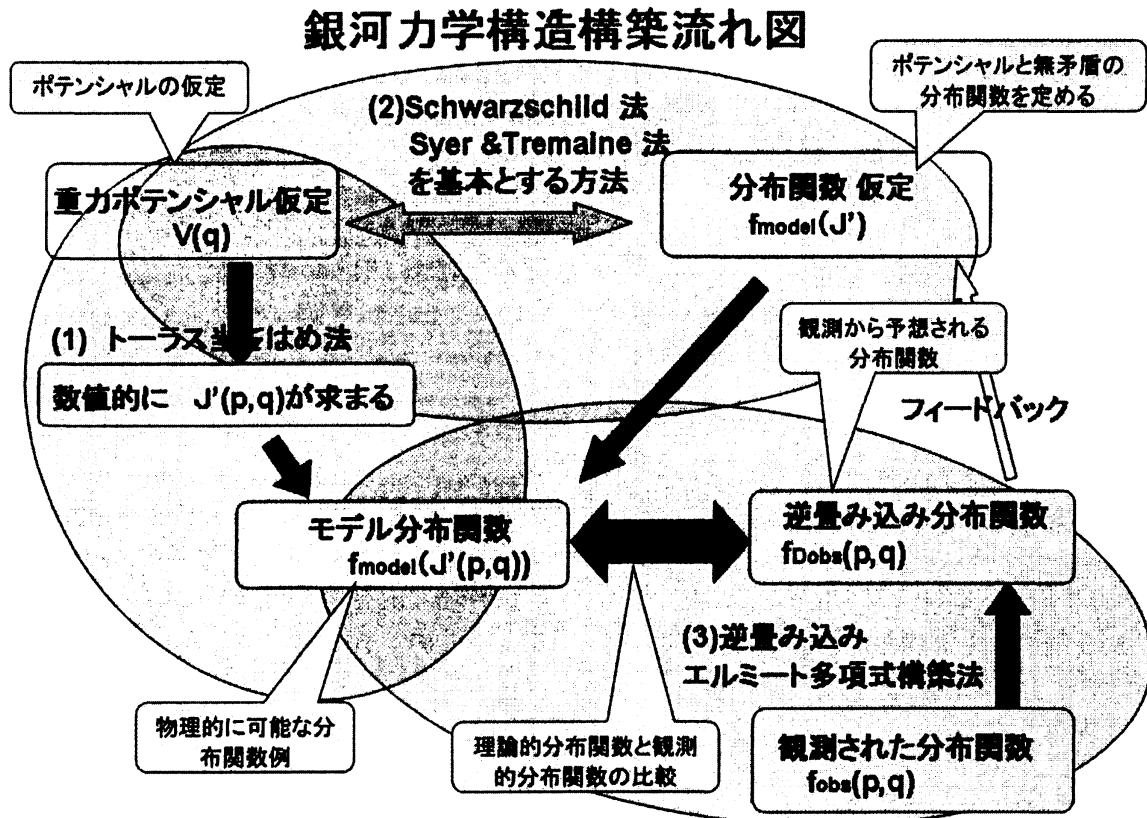 銀河力学構造構築流れ図
ポテンシャルの仮定
(2)Schwarzschild 法
Syer &Tremaine 法
を基本とする方法
ポテンシャルと無矛盾の
分布関数を定める
重力ポテンシャル仮定
V(q)
分布関数 仮定
fmodel(J')
(1) トーラス当てはめ法
数値的に J'(p,q)が求まる
観測から予想される
分布関数
フィードバック
モデル分布関数
fmodel(J'(p,q))
逆畳み込み分布関数
fDobs(p,q)
(3)逆畳み込み
エルミート多項式構築法
物理的に可能な分
布関数例
理論的分布関数と観測
的分布関数の比較
観測された分布関数
fobs(p,q)